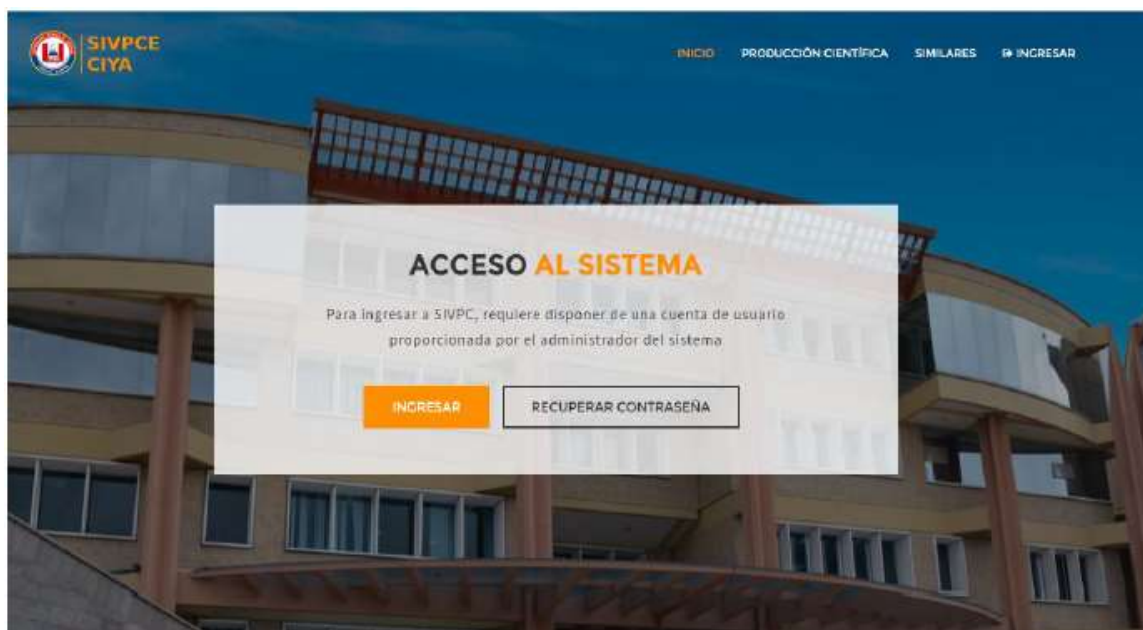 SIVPCE
CIYA
INICIO PRODUCCIÓN CIENTÍFICA SIMILARES INGRESAR
ACCESO AL SISTEMA
Para ingresar a SIVPC, requiere disponer de una cuenta de usuario
proporcionada por el administrador del sistema
INGRESAR RECUPERAR CONTRASEÑA